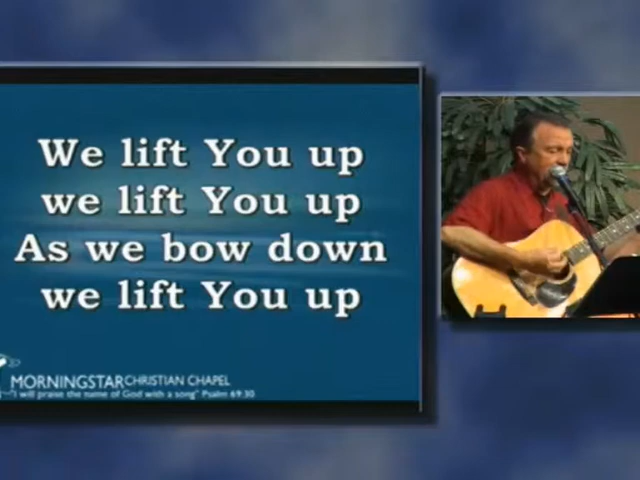 We lift You up
we lift You up
As we bow down
we lift You up
MORNINGSTAR CHRISTIAN CHAPEL
"I will praise the name of God with a song" Psalm 69:30